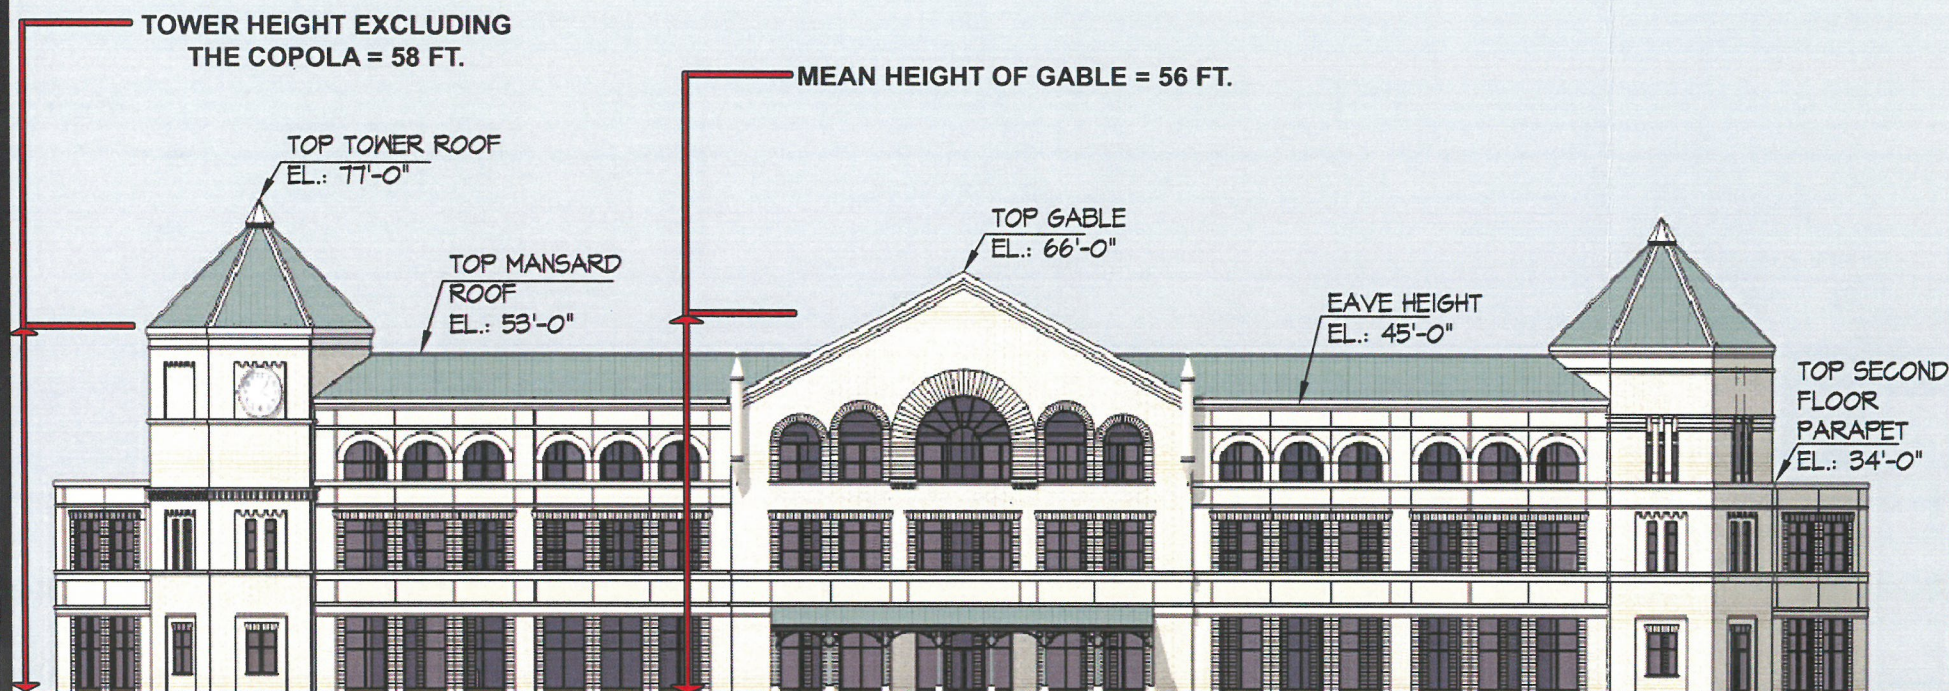 TOWER HEIGHT EXCLUDING
THE COPOLA = 58 FT.
MEAN HEIGHT OF GABLE = 56 FT.
TOP TOWER ROOF
EL.: 77'-0"
TOP GABLE
EL.: 66'-0"
TOP MANSARD
ROOF
EL.: 53'-0"
EAVE HEIGHT
EL.: 45'-0"
TOP SECOND
FLOOR
PARAPET
EL.: 34'-0"